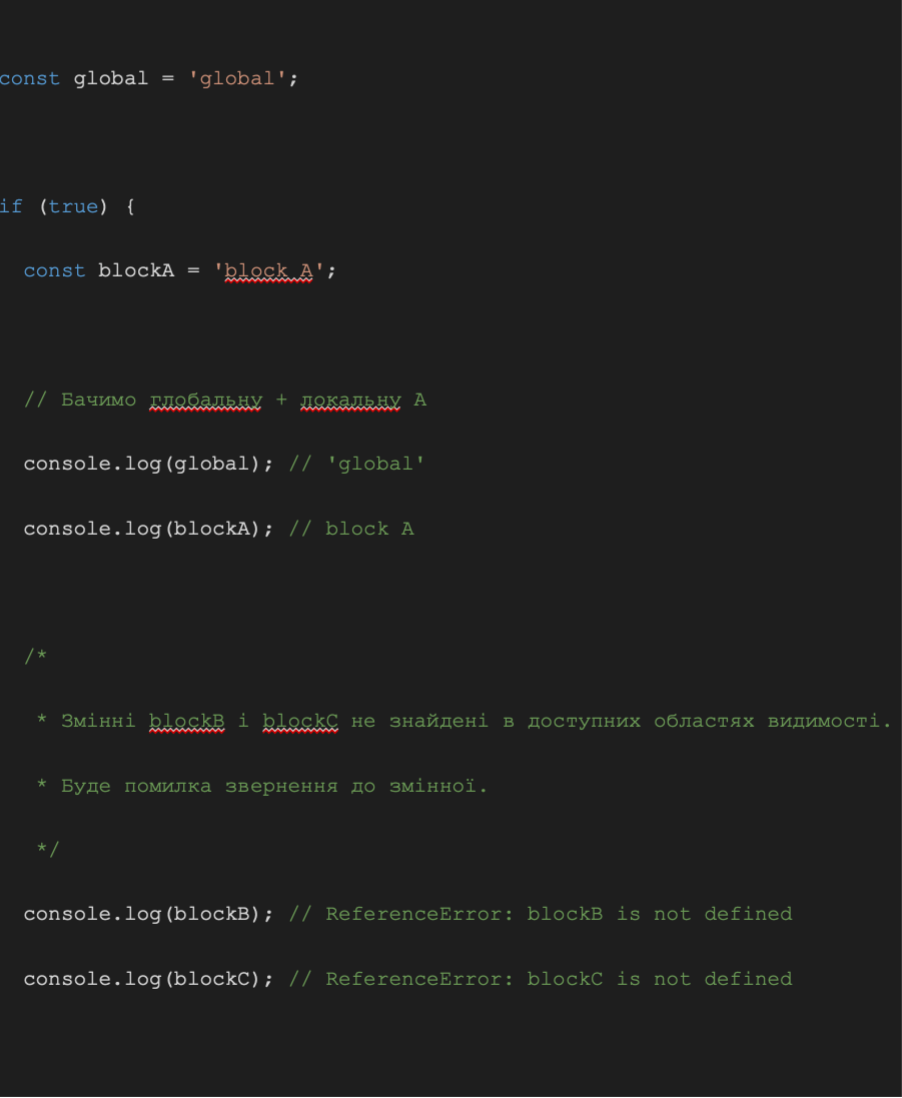 const global = 'global';
if (true) {
const blockA = 'block A';
// Бачимо глобальну + локальну A
console.log(global); // 'global'
console.log(blockA); // block A
/*
* Змінні blockB і blockC не знайдені в доступних областях видимості.
* Буде помилка звернення до змінної.
*/
console.log(blockB); // ReferenceError: blockB is not defined
console.log(blockC); // ReferenceError: blockC is not defined